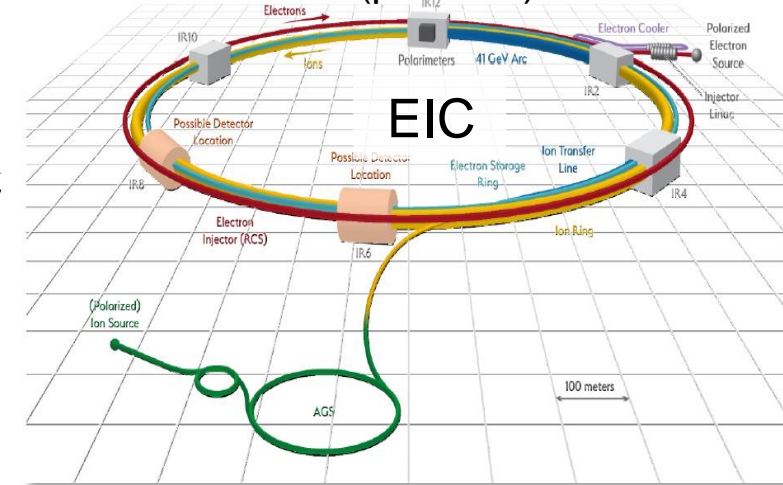 IR12
Electrons
Ions
IR10
Polarimeters
41 GeV Arc
Electron Cooler
Polarized
Electron
Source
IR2
Injector
Linac
EIC
Possible Detector
Location
Possible Detector
Location
Electron Storage
Ring
Ion Transfer
Line
IR8
IR4
Electron
Injector (RCS)
IR6
Ion Ring
(Polarized)
Ion Source
AGS
100 meters